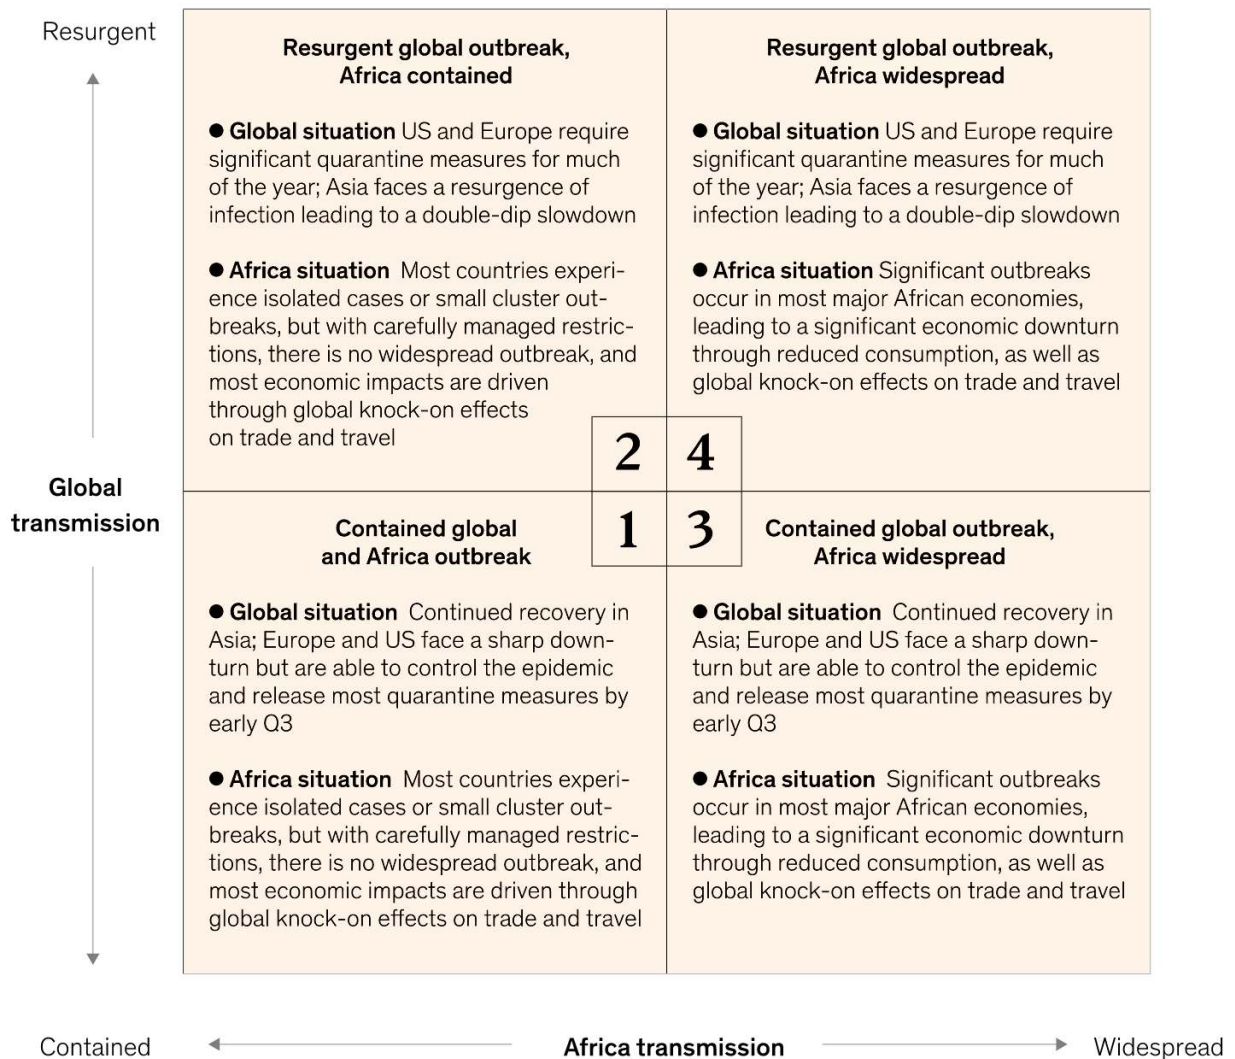 Resurgent
Resurgent global outbreak,
Africa contained
● Global situation US and Europe require
significant quarantine measures for much
of the year; Asia faces a resurgence of
infection leading to a double-dip slowdown
● Africa situation Most countries experi-
ence isolated cases or small cluster out-
breaks, but with carefully managed restric-
tions, there is no widespread outbreak, and
most economic impacts are driven
through global knock-on effects
on trade and travel
Resurgent global outbreak,
Africa widespread
● Global situation US and Europe require
significant quarantine measures for much
of the year; Asia faces a resurgence of
infection leading to a double-dip slowdown
● Africa situation Significant outbreaks
occur in most major African economies,
leading to a significant economic downturn
through reduced consumption, as well as
global knock-on effects on trade and travel
2 4
1 3
Global
transmission
Contained global
and Africa outbreak
● Global situation Continued recovery in
Asia; Europe and US face a sharp down-
turn but are able to control the epidemic
and release most quarantine measures by
early Q3
● Africa situation Most countries experi-
ence isolated cases or small cluster out-
breaks, but with carefully managed restric-
tions, there is no widespread outbreak, and
most economic impacts are driven through
global knock-on effects on trade and travel
Contained global outbreak,
Africa widespread
● Global situation Continued recovery in
Asia; Europe and US face a sharp down-
turn but are able to control the epidemic
and release most quarantine measures by
early Q3
● Africa situation Significant outbreaks
occur in most major African economies,
leading to a significant economic downturn
through reduced consumption, as well as
global knock-on effects on trade and travel
Contained
Africa transmission
Widespread